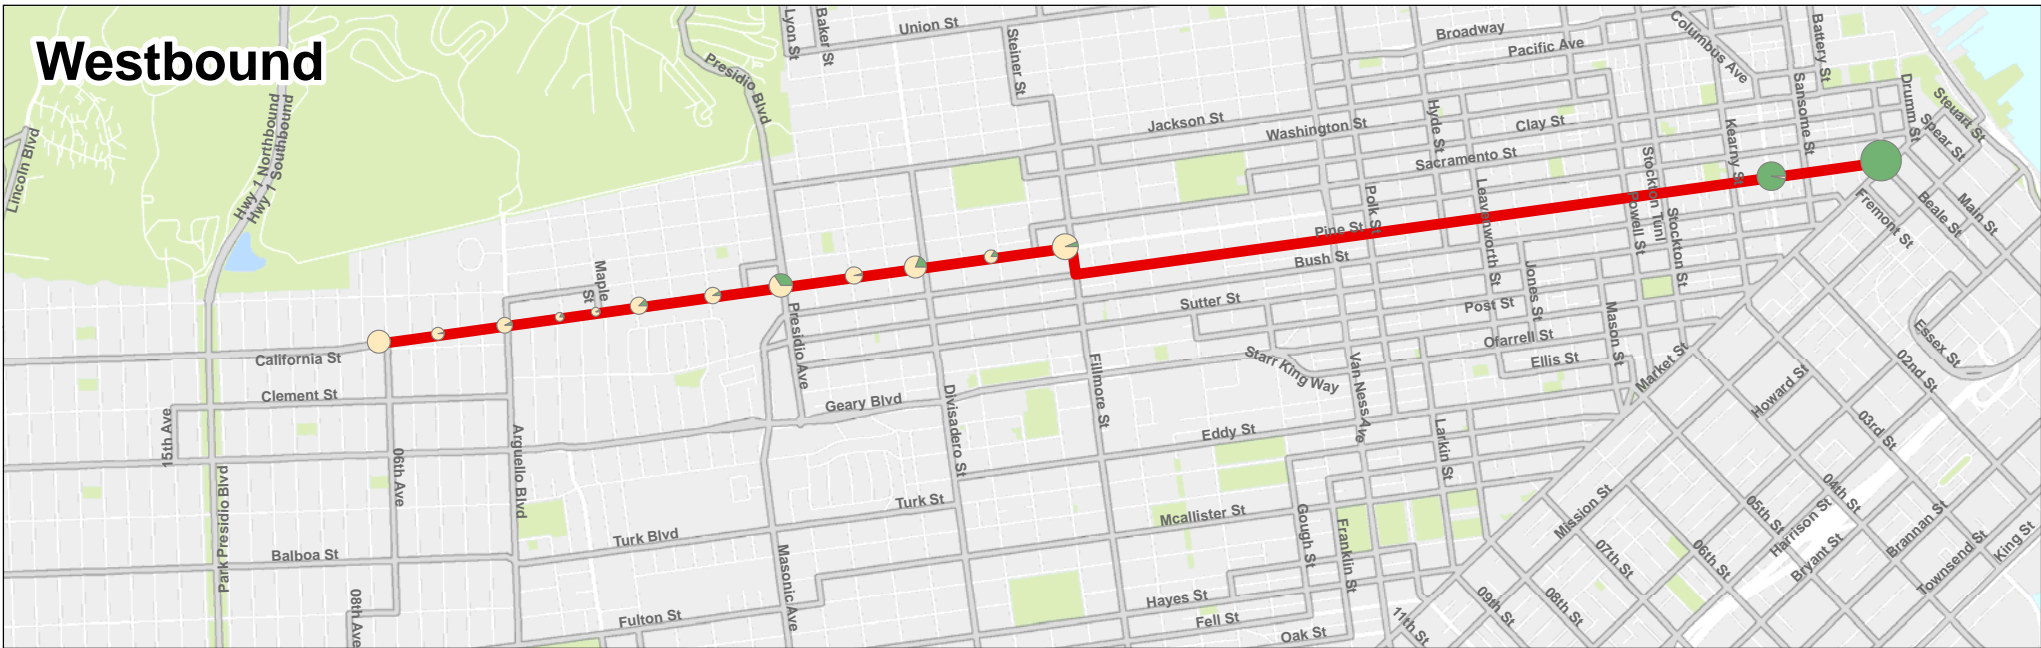 Westbound
Union St
Lyon St
Baker St
Steiner St
Presidio Blvd
Broadway
Pacific Ave
Columbus Ave
Battery St
Sansome St
Drumm St
Steuart St
Spear St
Lincoln Blvd
Hwy 1 Northbound
Hwy 1 Southbound
Jackson St
Washington St
Hyde St
Clay St
Sacramento St
Kearny St
Stockton Tunl
Stockton St
Powell St
Leavenworth St
Polk St
Pine St
Bush St
Main St
Beale St
Fremont St
Maple
St
Presidio Ave
Sutter St
Post St
Jones St
Mason St
Ofarrell St
Ellis St
Market St
Essex St
California St
Clement St
Geary Blvd
Divisadero St
Fillmore St
Starr King Way
Van Ness Ave
Howard St
02nd St
03rd St
15th Ave
Park Presidio Blvd
06th Ave
Arguello Blvd
Eddy St
Larkin St
Turk St
Mcallister St
Gough St
Franklin St
Mission St
04th St
05th St
Harrison St
Brannan St
Bryant St
Townsend St
King St
Balboa St
Turk Blvd
Masonic Ave
08th Ave
Fulton St
Hayes St
Fell St
Oak St
11th St
09th St
08th St
07th St
06th St